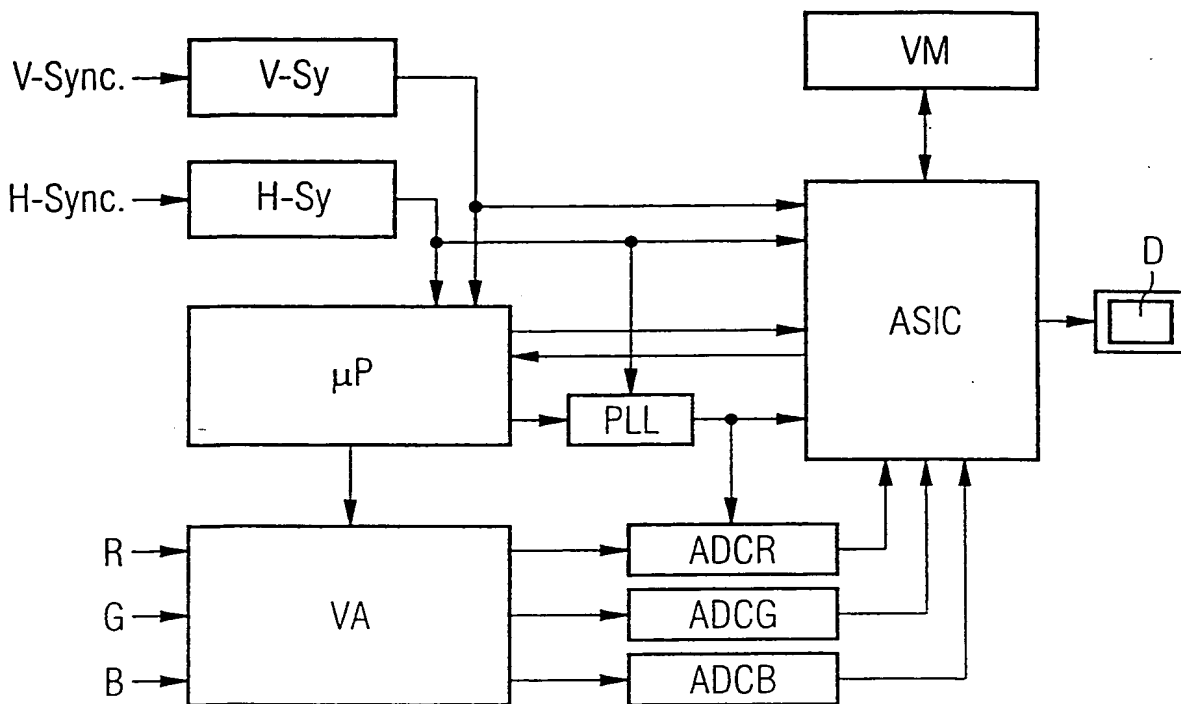 V-Sync.
V-Sy
VM
H-Sync.
H-Sy
D
ASIC
µP
PLL
R
ADCR
G
VA
ADCG
B
ADCB